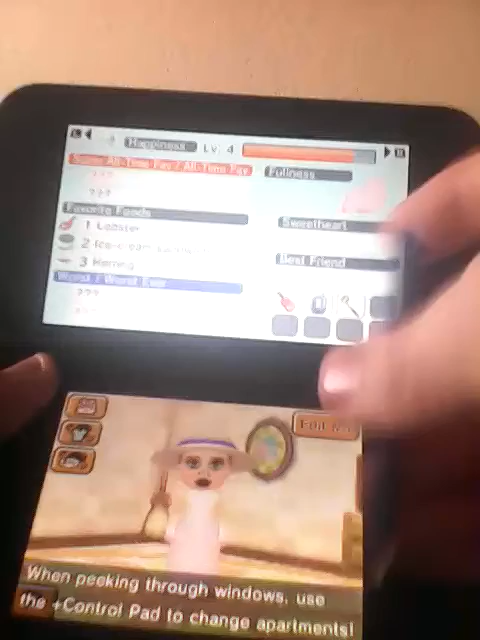 L
Happiness Lv. 4
R
Super All-Time Fav / All-Time Fav
???
???
Fullness
Favorite Foods
1 Lobster
2 Ice-cream
3 Herring
Sweetheart
Best Friend
Worst / Worst Ever
???
???
Edit Mii
When peeking through windows, use
the +Control Pad to change apartments!